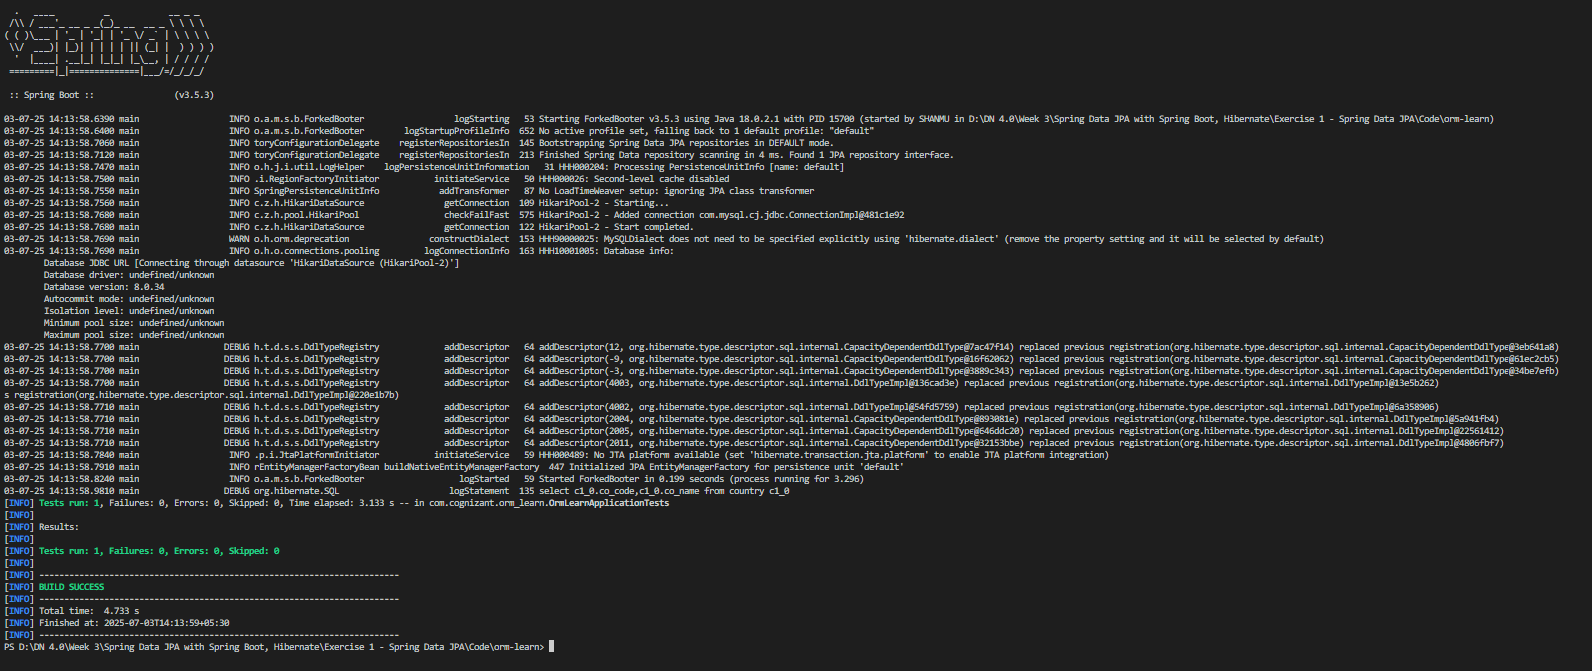 .   ____          _            __ _ _
 /\\ / ___'_ __ _ _(_)_ __  __ _ \ \ \ \
( ( )\___ | '_ | '_| | '_ \/ _` | \ \ \ \
 \\/  ___)| |_)| | | | | || (_| |  ) ) ) )
  '  |____| .__|_| |_|_| |_\__, | / / / /
 =========|_|==============|___/=/_/_/_/
 :: Spring Boot ::                (v3.5.3)
03-07-25 14:13:58.6390 main                  INFO o.a.m.s.b.ForkedBooter                  logStarting   53 Starting ForkedBooter v3.5.3 using Java 18.0.2.1 with PID 15700 (started by SHANMU in D:\DN 4.0\Week 3\Spring Data JPA with Spring Boot, Hibernate\Exercise 1 - Spring Data JPA\Code\orm-learn)
03-07-25 14:13:58.6400 main                  INFO o.a.m.s.b.ForkedBooter        logStartupProfileInfo  652 No active profile set, falling back to 1 default profile: "default"
03-07-25 14:13:58.7060 main                  INFO toryConfigurationDelegate    registerRepositoriesIn  145 Bootstrapping Spring Data JPA repositories in DEFAULT mode.
03-07-25 14:13:58.7120 main                  INFO toryConfigurationDelegate    registerRepositoriesIn  213 Finished Spring Data repository scanning in 4 ms. Found 1 JPA repository interface.
03-07-25 14:13:58.7470 main                  INFO o.h.j.i.util.LogHelper    logPersistenceUnitInformation   31 HHH000204: Processing PersistenceUnitInfo [name: default]
03-07-25 14:13:58.7500 main                  INFO .i.RegionFactoryInitiator           initiateService   50 HHH000026: Second-level cache disabled
03-07-25 14:13:58.7550 main                  INFO SpringPersistenceUnitInfo            addTransformer   87 No LoadTimeWeaver setup: ignoring JPA class transformer
03-07-25 14:13:58.7560 main                  INFO c.z.h.HikariDataSource                getConnection  109 HikariPool-2 - Starting...
03-07-25 14:13:58.7680 main                  INFO c.z.h.pool.HikariPool                 checkFailFast  575 HikariPool-2 - Added connection com.mysql.cj.jdbc.ConnectionImpl@481c1e92
03-07-25 14:13:58.7680 main                  INFO c.z.h.HikariDataSource                getConnection  122 HikariPool-2 - Start completed.
03-07-25 14:13:58.7690 main                  WARN o.h.orm.deprecation                constructDialect  153 HHH90000025: MySQLDialect does not need to be specified explicitly using 'hibernate.dialect' (remove the property setting and it will be selected by default)
03-07-25 14:13:58.7690 main                  INFO o.h.o.connections.pooling         logConnectionInfo  163 HHH10001005: Database info:
        Database JDBC URL [Connecting through datasource 'HikariDataSource (HikariPool-2)']
        Database driver: undefined/unknown
        Database version: 8.0.34
        Autocommit mode: undefined/unknown
        Isolation level: undefined/unknown
        Minimum pool size: undefined/unknown
        Maximum pool size: undefined/unknown
03-07-25 14:13:58.7700 main                 DEBUG h.t.d.s.s.DdlTypeRegistry             addDescriptor   64 addDescriptor(12, org.hibernate.type.descriptor.sql.internal.CapacityDependentDdlType@7ac47f14) replaced previous registration(org.hibernate.type.descriptor.sql.internal.CapacityDependentDdlType@3eb641a8)
03-07-25 14:13:58.7700 main                 DEBUG h.t.d.s.s.DdlTypeRegistry             addDescriptor   64 addDescriptor(-9, org.hibernate.type.descriptor.sql.internal.CapacityDependentDdlType@16f62062) replaced previous registration(org.hibernate.type.descriptor.sql.internal.CapacityDependentDdlType@61ec2cb5)
03-07-25 14:13:58.7700 main                 DEBUG h.t.d.s.s.DdlTypeRegistry             addDescriptor   64 addDescriptor(-3, org.hibernate.type.descriptor.sql.internal.CapacityDependentDdlType@3889c343) replaced previous registration(org.hibernate.type.descriptor.sql.internal.CapacityDependentDdlType@34be7efb)
03-07-25 14:13:58.7700 main                 DEBUG h.t.d.s.s.DdlTypeRegistry             addDescriptor   64 addDescriptor(4003, org.hibernate.type.descriptor.sql.internal.DdlTypeImpl@136cad3e) replaced previous registration(org.hibernate.type.descriptor.sql.internal.DdlTypeImpl@13e5b262)
s registration(org.hibernate.type.descriptor.sql.internal.DdlTypeImpl@220e1b7b)
03-07-25 14:13:58.7710 main                 DEBUG h.t.d.s.s.DdlTypeRegistry             addDescriptor   64 addDescriptor(4002, org.hibernate.type.descriptor.sql.internal.DdlTypeImpl@54fd5759) replaced previous registration(org.hibernate.type.descriptor.sql.internal.DdlTypeImpl@6a358906)
03-07-25 14:13:58.7710 main                 DEBUG h.t.d.s.s.DdlTypeRegistry             addDescriptor   64 addDescriptor(2004, org.hibernate.type.descriptor.sql.internal.CapacityDependentDdlType@893081e) replaced previous registration(org.hibernate.type.descriptor.sql.internal.DdlTypeImpl@5a941fb4)
03-07-25 14:13:58.7710 main                 DEBUG h.t.d.s.s.DdlTypeRegistry             addDescriptor   64 addDescriptor(2005, org.hibernate.type.descriptor.sql.internal.CapacityDependentDdlType@646ddc20) replaced previous registration(org.hibernate.type.descriptor.sql.internal.DdlTypeImpl@22561412)
03-07-25 14:13:58.7710 main                 DEBUG h.t.d.s.s.DdlTypeRegistry             addDescriptor   64 addDescriptor(2011, org.hibernate.type.descriptor.sql.internal.CapacityDependentDdlType@32153bbe) replaced previous registration(org.hibernate.type.descriptor.sql.internal.DdlTypeImpl@4806fbf7)
03-07-25 14:13:58.7840 main                  INFO .p.i.JtaPlatformInitiator           initiateService   59 HHH000489: No JTA platform available (set 'hibernate.transaction.jta.platform' to enable JTA platform integration)
03-07-25 14:13:58.7910 main                  INFO rEntityManagerFactoryBean buildNativeEntityManagerFactory  447 Initialized JPA EntityManagerFactory for persistence unit 'default'
03-07-25 14:13:58.8240 main                  INFO o.a.m.s.b.ForkedBooter                   logStarted   59 Started ForkedBooter in 0.199 seconds (process running for 3.296)
03-07-25 14:13:58.9810 main                 DEBUG org.hibernate.SQL                      logStatement  135 select c1_0.co_code,c1_0.co_name from country c1_0
[INFO] Tests run: 1, Failures: 0, Errors: 0, Skipped: 0, Time elapsed: 3.133 s -- in com.cognizant.orm_learn.OrmLearnApplicationTests
[INFO]
[INFO] Results:
[INFO]
[INFO] Tests run: 1, Failures: 0, Errors: 0, Skipped: 0
[INFO]
[INFO] ------------------------------------------------------------------------
[INFO] BUILD SUCCESS
[INFO] ------------------------------------------------------------------------
[INFO] Total time:  4.733 s
[INFO] Finished at: 2025-07-03T14:13:59+05:30
[INFO] ------------------------------------------------------------------------
PS D:\DN 4.0\Week 3\Spring Data JPA with Spring Boot, Hibernate\Exercise 1 - Spring Data JPA\Code\orm-learn>